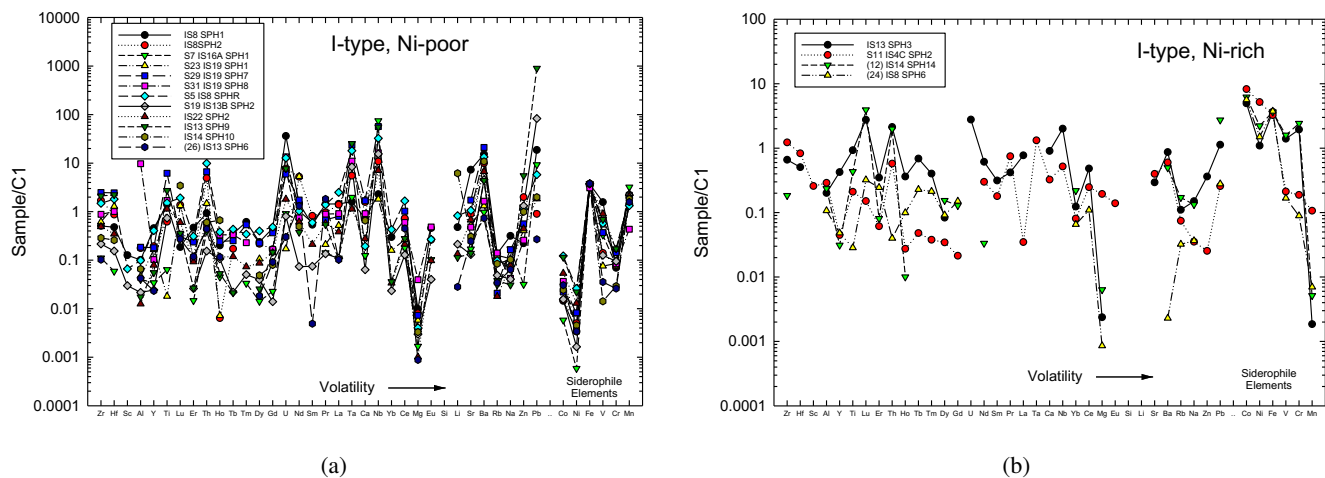 I-type, Ni-poor
IS8 SPH1
IS8SPH2
S7 IS16A SPH1
S23 IS19 SPH1
S29 IS19 SPH7
S31 IS19 SPH8
S5 IS8 SPHR
S19 IS13B SPH2
IS22 SPH2
IS13 SPH9
IS14 SPH10
(26) IS13 SPH6
Sample/C1
10000
1000
100
10
1
0.1
0.01
0.001
0.0001
Volatility
Siderophile
Elements
Zr Hf Sc Al Y Ti Lu Er Th Ho Tb Tm Dy Gd U Nd Sm Pr La Ta Ca Nb Yb Ce Mg Eu Si Li Sr Ba Rb Na Zn Pb .. Co Ni Fe V Cr Mn
(a)
I-type, Ni-rich
IS13 SPH3
S11 IS4C SPH2
(12) IS14 SPH14
(24) IS8 SPH6
Sample/C1
100
10
1
0.1
0.01
0.001
0.0001
Volatility
Siderophile
Elements
Zr Hf Sc Al Y Ti Lu Er Th Ho Tb Tm Dy Gd U Nd Sm Pr La Ta Ca Nb Yb Ce Mg Eu Si Li Sr Ba Rb Na Zn Pb .. Co Ni Fe V Cr Mn
(b)